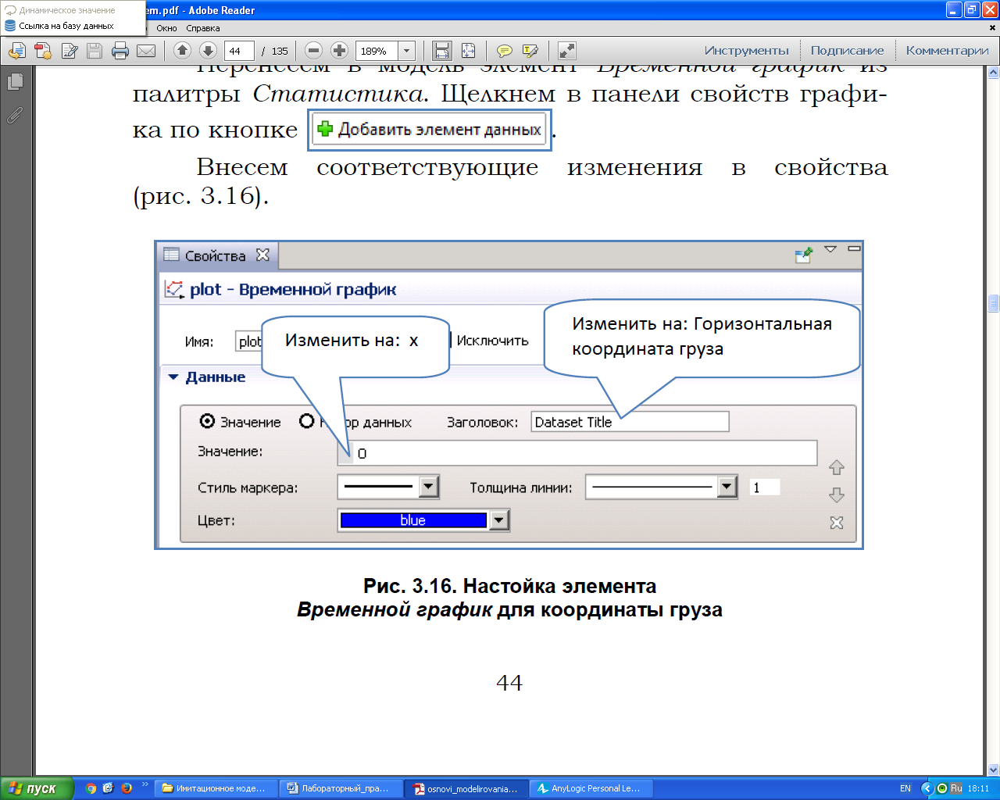 Динамическое значение
Ссылка на базу данных
em.pdf - Adobe Reader
Окно Справка
44 / 135 189% Инструменты Подписание Комментарии
Перенесем в модель элемент Временной график из
палитры Статистика. Щелкнем в панели свойств графи-
ка по кнопке Добавить элемент данных.
Внесем соответствующие изменения в свойства
(рис. 3.16).
Свойства
plot - Временной график
Изменить на: Горизонтальная
координата груза
Имя: plot Изменить на: x Исключить
Данные
Значение Набор данных Заголовок: Dataset Title
Значение: 0
Стиль маркера: Толщина линии: 1
Цвет: blue
Рис. 3.16. Настойка элемента
Временной график для координаты груза
44
пуск » Имитационное моде... Лабораторный_пра... osnovi_modelirovania... AnyLogic Personal Le... EN Ru 18:11